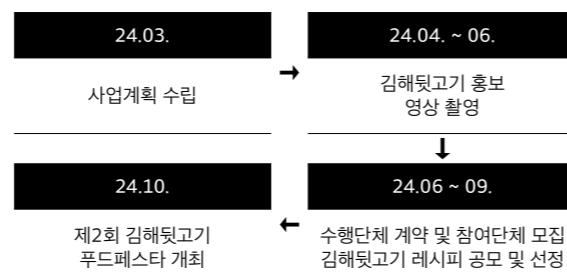 24.03.
사업계획 수립
24.04. ~ 06.
김해뒷고기 홍보
영상 촬영
24.06 ~ 09.
수행단체 계약 및 참여단체 모집
김해뒷고기 레시피 공모 및 선정
24.10.
제2회 김해뒷고기
푸드페스타 개최